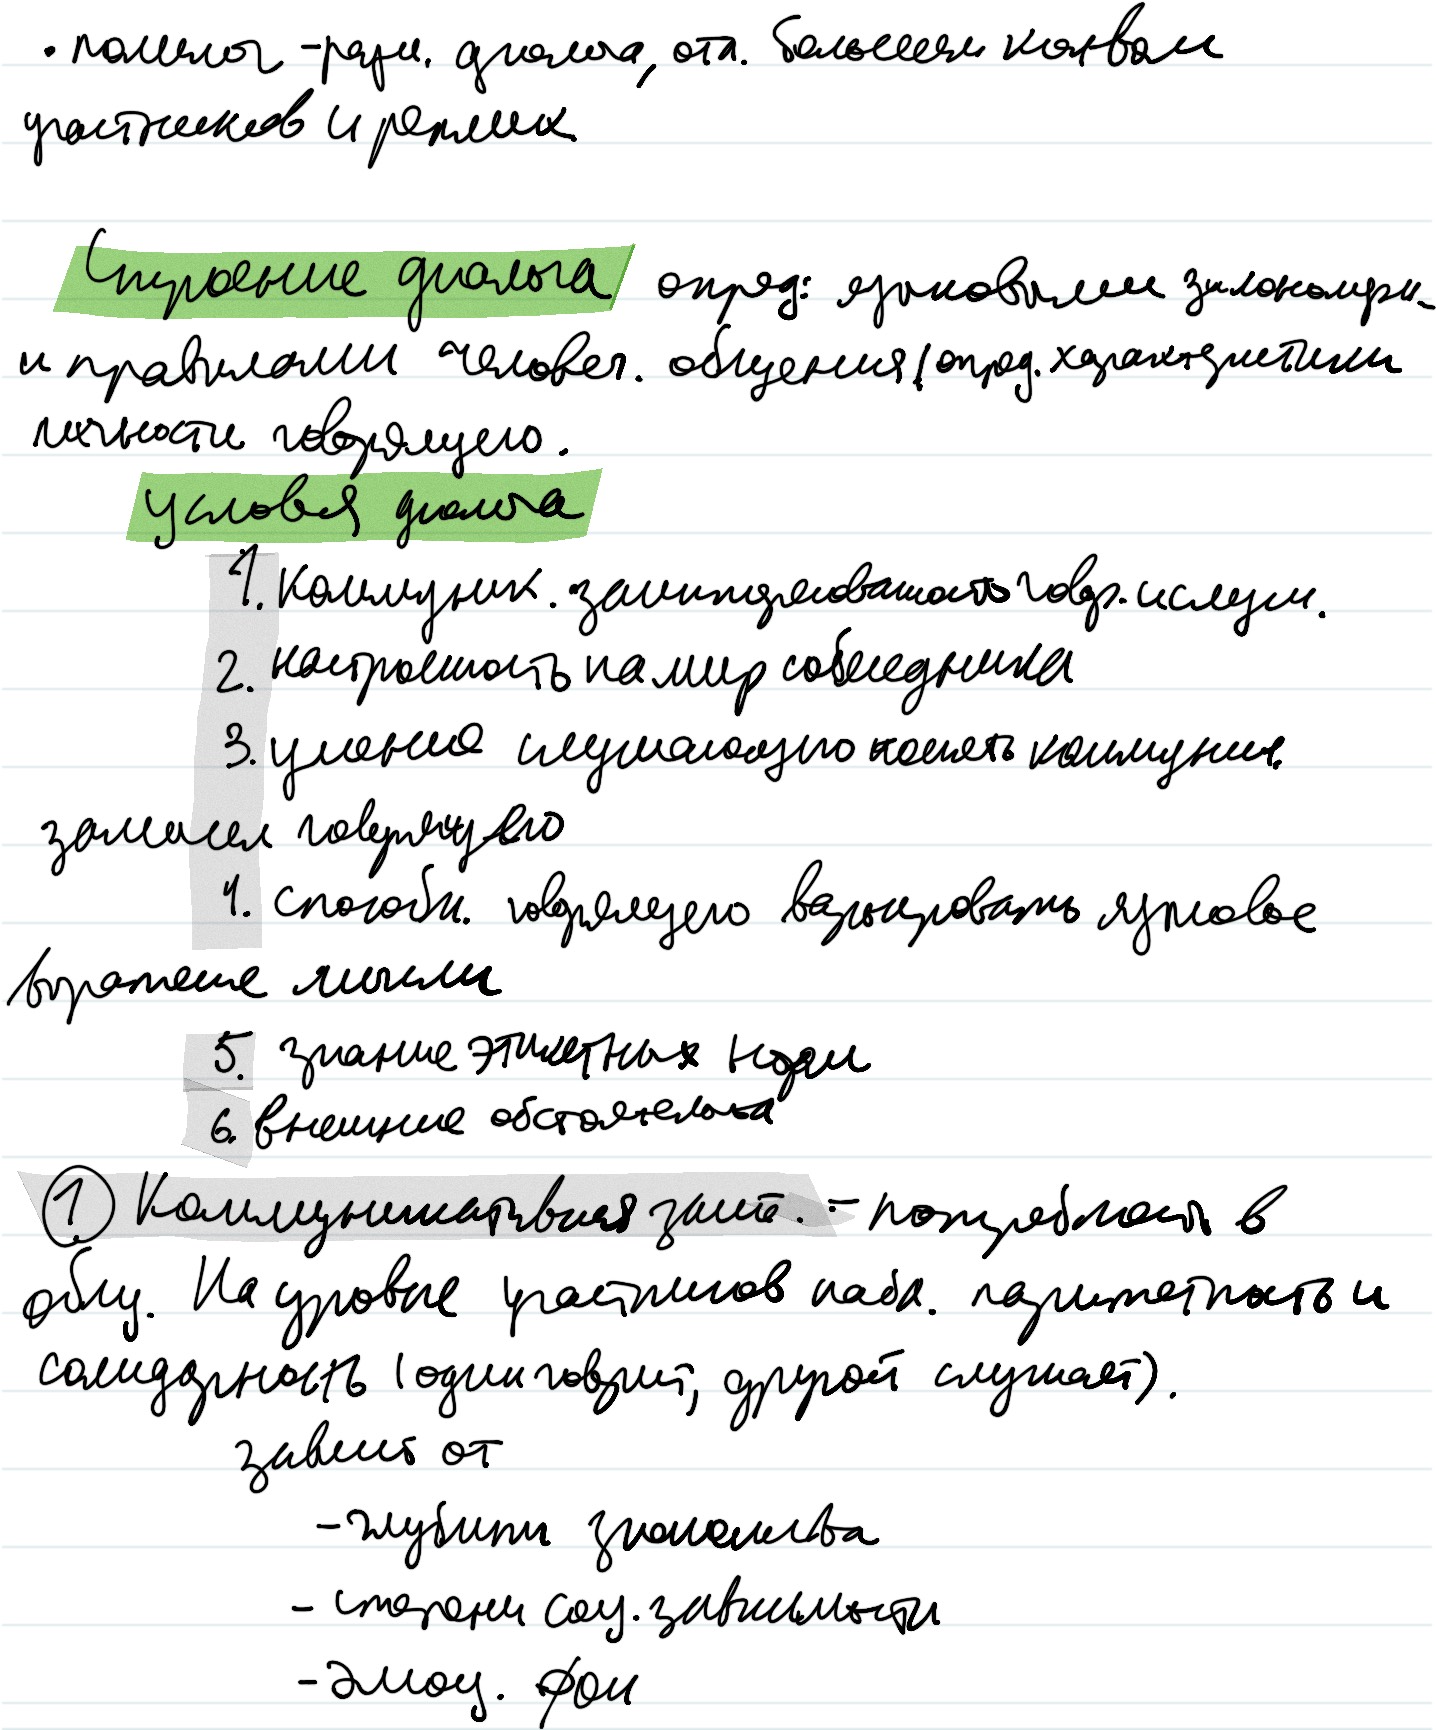 • полилог - разн. диалога, отл. большим кол-вом
участников и реплик
Строение диалога опред: языковыми закономерн.
и правилами человеч. общения/опред. характеристики
личности говорящего.
Условия диалога
1. Коммуник. заинтересованность говор. и слуш.
2. настроенность на мир собеседника
3. умение слушающего понять коммуник.
замысел говорящего
4. способн. говорящего варьировать языковое
выражение мысли
5. знание этикетных норм
6. внешние обстоятельства
1. Коммуникативная заинт. - потребность в
общ. На уровне участников набл. паритетность и
солидарность (один говорит, другой слушает).
зависит от
- глубины знакомства
- степени соц. зависимости
- эмоц. фон